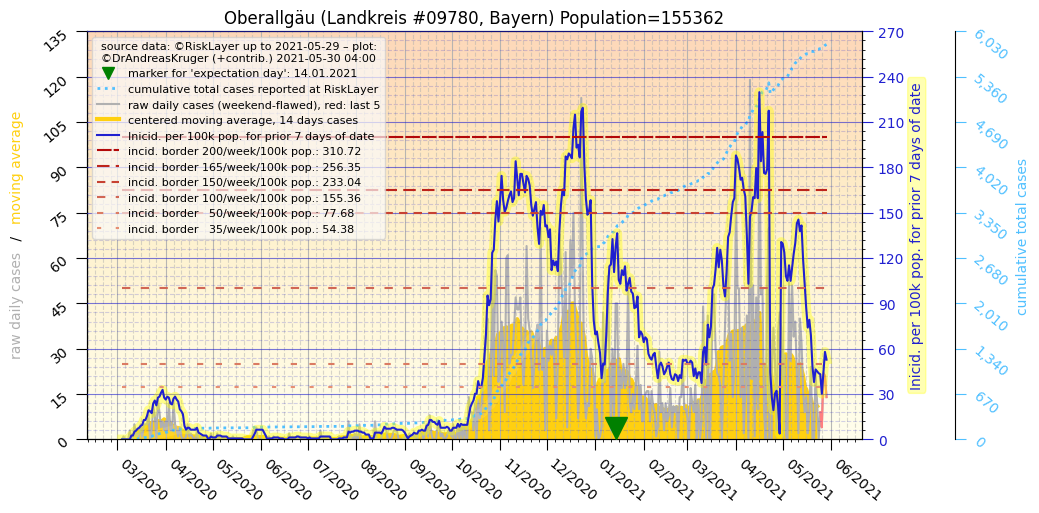 Oberallgäu (Landkreis #09780, Bayern) Population=155362
source data: ©RiskLayer up to 2021-05-29 – plot:
©DrAndreasKruger (+contrib.) 2021-05-30 04:00
marker for 'expectation day': 14.01.2021
cumulative total cases reported at RiskLayer
raw daily cases (weekend-flawed), red: last 5
centered moving average, 14 days cases
Inicid. per 100k pop. for prior 7 days of date
incid. border 200/week/100k pop.: 310.72
incid. border 165/week/100k pop.: 256.35
incid. border 150/week/100k pop.: 233.04
incid. border 100/week/100k pop.: 155.36
incid. border   50/week/100k pop.: 77.68
incid. border   35/week/100k pop.: 54.38
raw daily cases / moving average
135
120
105
90
75
60
45
30
15
0
270
240
210
180
150
120
90
60
30
0
Inicid. per 100k pop. for prior 7 days of date
6,030
5,360
4,690
4,020
3,350
2,680
2,010
1,340
670
0
cumulative total cases
03/2020
04/2020
05/2020
06/2020
07/2020
08/2020
09/2020
10/2020
11/2020
12/2020
01/2021
02/2021
03/2021
04/2021
05/2021
06/2021